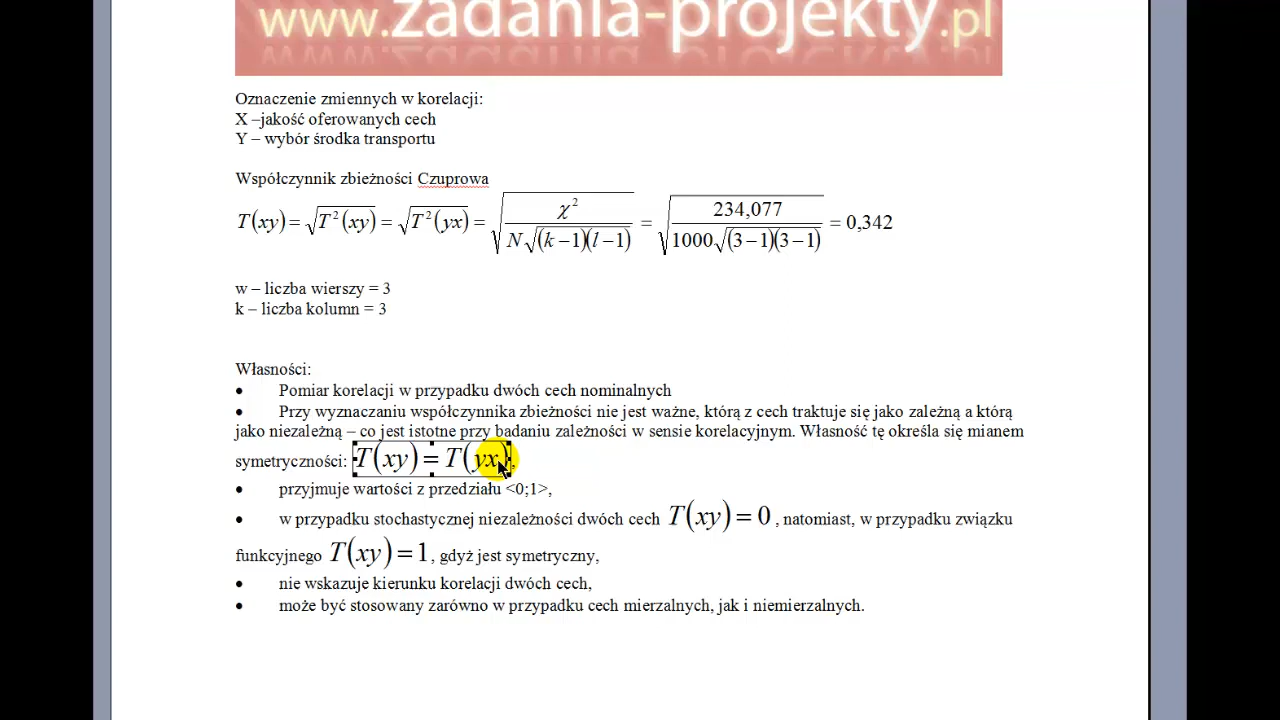 www.zadania-projekty.pl
Oznaczenie zmiennych w korelacji:
X –jakość oferowanych cech
Y – wybór środka transportu
Współczynnik zbieżności Czuprowa
T(xy) = √T²(xy) = √T²(yx) = √(χ² / (N√((k−1)(l−1)))) = √(234,077 / (1000√((3−1)(3−1)))) = 0,342
w – liczba wierszy = 3
k – liczba kolumn = 3
Własności:
• Pomiar korelacji w przypadku dwóch cech nominalnych
• Przy wyznaczaniu współczynnika zbieżności nie jest ważne, którą z cech traktuje się jako zależną a którą
jako niezależną – co jest istotne przy badaniu zależności w sensie korelacyjnym. Własność tę określa się mianem
symetryczności: T(xy) = T(yx),
• przyjmuje wartości z przedziału <0;1>,
• w przypadku stochastycznej niezależności dwóch cech T(xy) = 0 , natomiast, w przypadku związku
funkcyjnego T(xy) = 1 , gdyż jest symetryczny,
• nie wskazuje kierunku korelacji dwóch cech,
• może być stosowany zarówno w przypadku cech mierzalnych, jak i niemierzalnych.